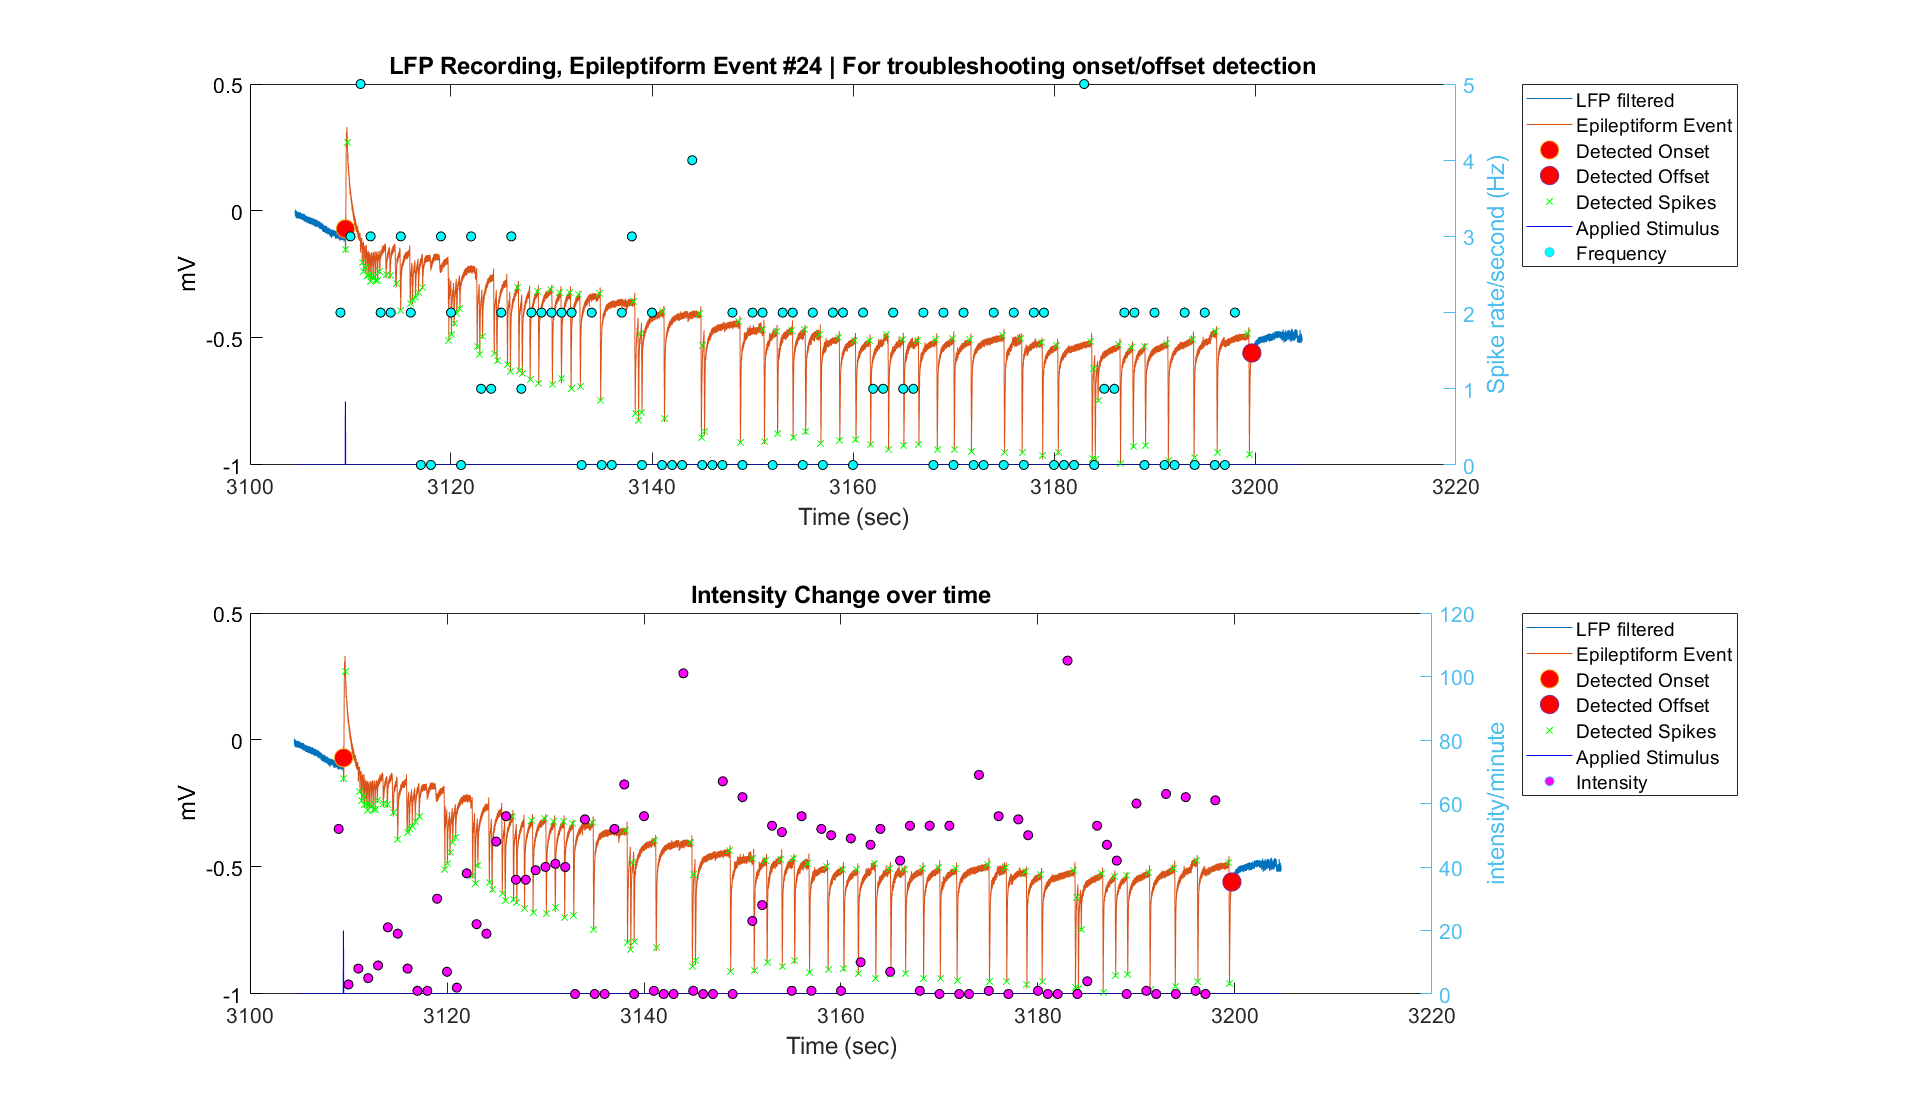 LFP Recording, Epileptiform Event #24 | For troubleshooting onset/offset detection
0.5
0
-0.5
-1
mV
3100 3120 3140 3160 3180 3200 3220
Time (sec)
5
4
3
2
1
0
Spike rate/second (Hz)
LFP filtered
Epileptiform Event
Detected Onset
Detected Offset
Detected Spikes
Applied Stimulus
Frequency
Intensity Change over time
0.5
0
-0.5
-1
mV
3100 3120 3140 3160 3180 3200 3220
Time (sec)
120
100
80
60
40
20
0
intensity/minute
LFP filtered
Epileptiform Event
Detected Onset
Detected Offset
Detected Spikes
Applied Stimulus
Intensity